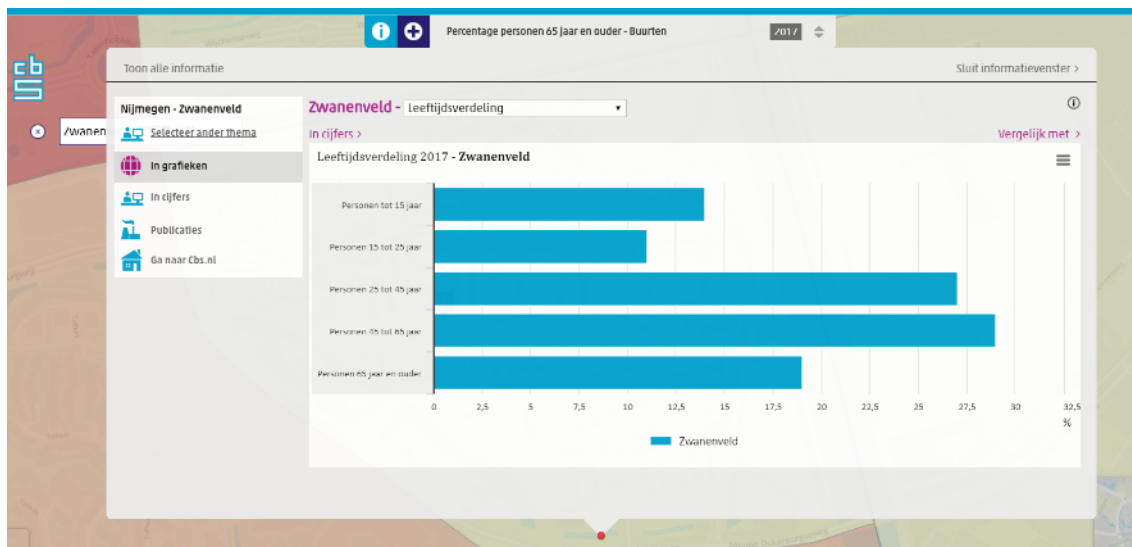 Percentage personen 65 jaar en ouder - Buurten 2017
cbs
Toon alle informatie
Sluit informatievenster >
Nijmegen - Zwanenveld
Zwanen
Selecteer ander thema
In grafieken
In cijfers
Publicaties
Ga naar Cbs.nl
Zwanenveld - Leeftijdsverdeling
In cijfers >
Vergelijk met >
Leeftijdsverdeling 2017 - Zwanenveld
Personen tot 15 jaar
Personen 15 tot 25 jaar
Personen 25 tot 45 jaar
Personen 45 tot 65 jaar
Personen 65 jaar en ouder
0 2,5 5 7,5 10 12,5 15 17,5 20 22,5 25 27,5 30 32,5
%
Zwanenveld